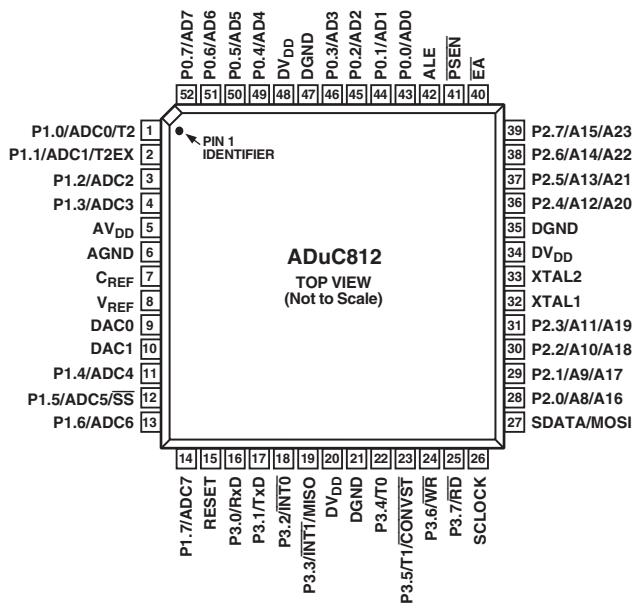 P0.7/AD7
P0.6/AD6
P0.5/AD5
P0.4/AD4
DVDD
DGND
P0.3/AD3
P0.2/AD2
P0.1/AD1
P0.0/AD0
ALE
P̅S̅E̅N̅
E̅A̅
52 51 50 49 48 47 46 45 44 43 42 41 40
P1.0/ADC0/T2 1
P1.1/ADC1/T2EX 2
P1.2/ADC2 3
P1.3/ADC3 4
AVDD 5
AGND 6
CREF 7
VREF 8
DAC0 9
DAC1 10
P1.4/ADC4 11
P1.5/ADC5/S̅S̅ 12
P1.6/ADC6 13
PIN 1
IDENTIFIER
ADuC812
TOP VIEW
(Not to Scale)
39 P2.7/A15/A23
38 P2.6/A14/A22
37 P2.5/A13/A21
36 P2.4/A12/A20
35 DGND
34 DVDD
33 XTAL2
32 XTAL1
31 P2.3/A11/A19
30 P2.2/A10/A18
29 P2.1/A9/A17
28 P2.0/A8/A16
27 SDATA/MOSI
14 15 16 17 18 19 20 21 22 23 24 25 26
P1.7/ADC7
RESET
P3.0/RxD
P3.1/TxD
P3.2/I̅N̅T̅0̅
P3.3/I̅N̅T̅1̅/MISO
DVDD
DGND
P3.4/T0
P3.5/T1/C̅O̅N̅V̅S̅T̅
P3.6/W̅R̅
P3.7/R̅D̅
SCLOCK